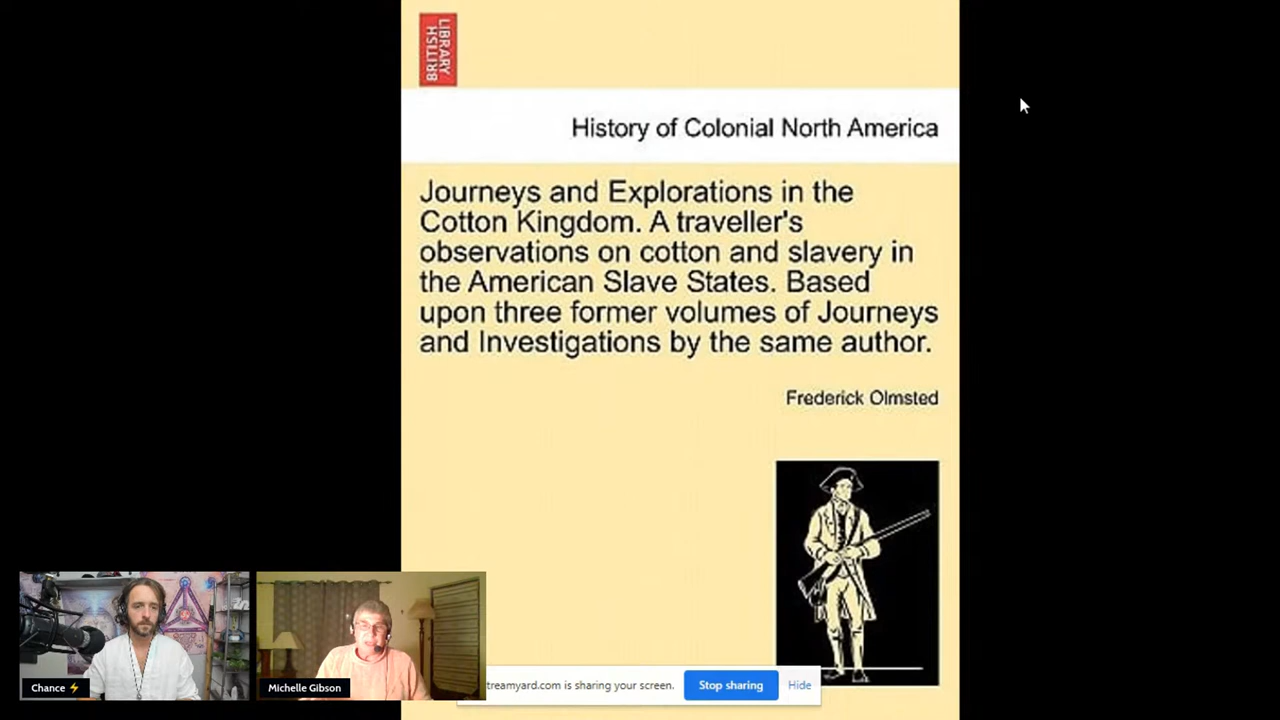 BRITISH
LIBRARY
History of Colonial North America
Journeys and Explorations in the
Cotton Kingdom. A traveller's
observations on cotton and slavery in
the American Slave States. Based
upon three former volumes of Journeys
and Investigations by the same author.
Frederick Olmsted
Chance
Michelle Gibson
treamyard.com is sharing your screen.
Stop sharing
Hide